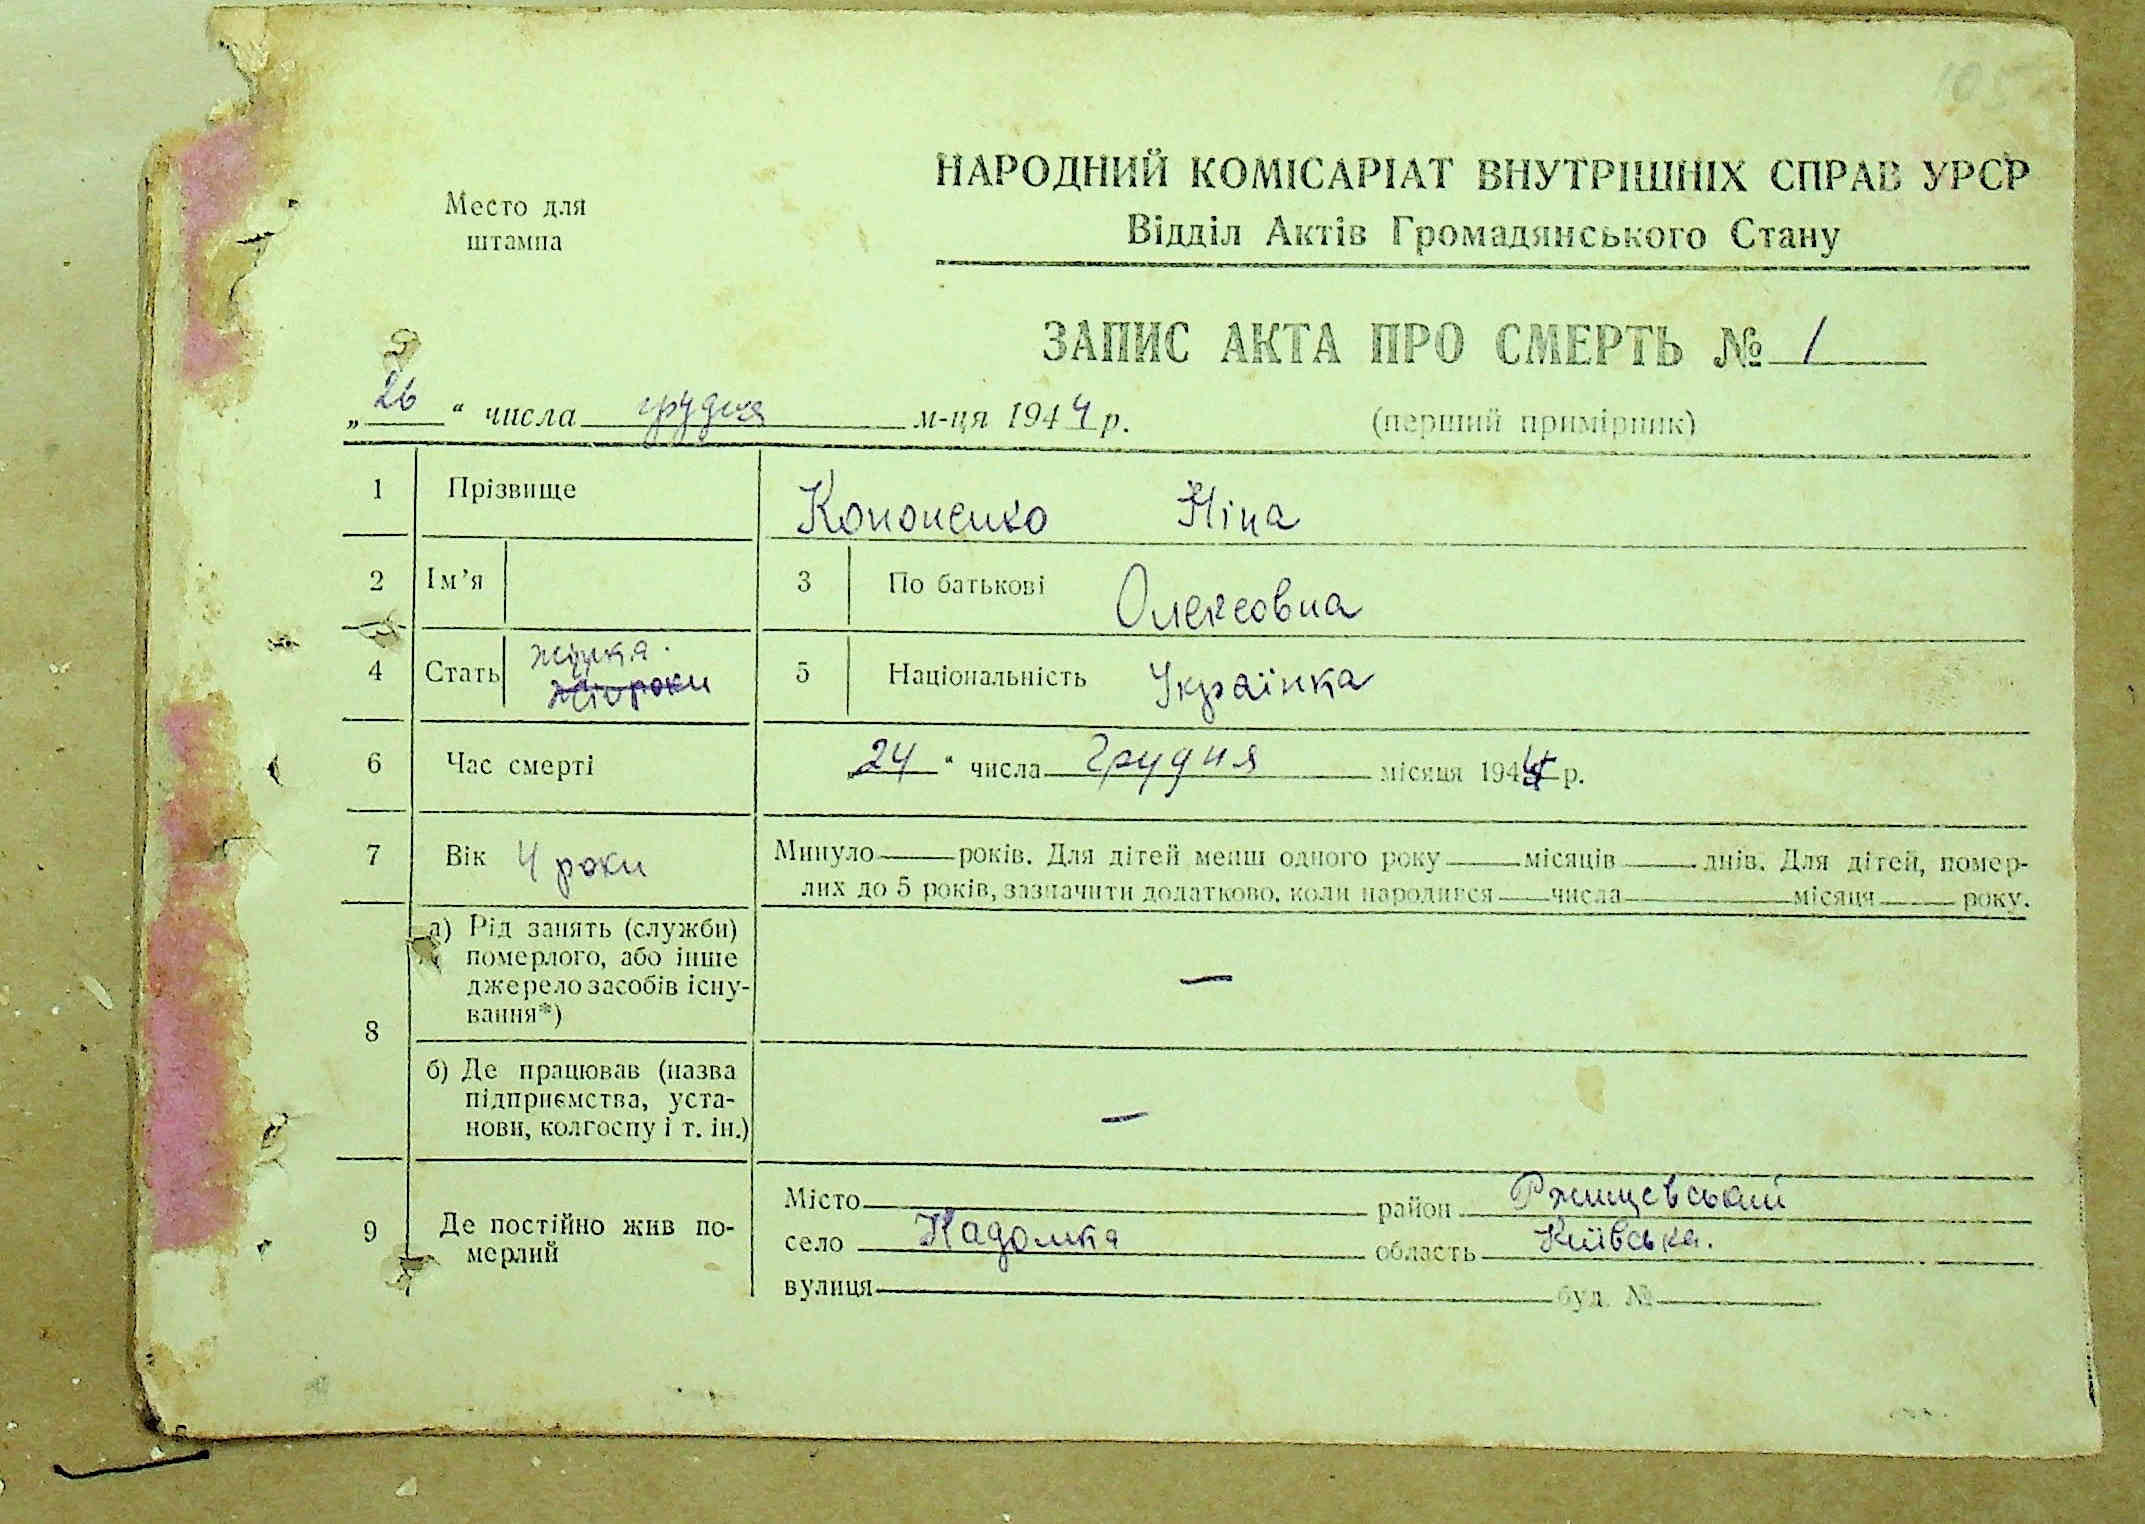 105
НАРОДНИЙ КОМІСАРІАТ ВНУТРІШНІХ СПРАВ УРСР
Відділ Актів Громадянського Стану
Место для
штампа
ЗАПИС АКТА ПРО СМЕРТЬ № 1
„26“ числа грудня м-ця 1944 р.
(перший примірник)
1 Прізвище Кононенко Ніна
2 Ім’я 3 По батькові Олексовна
4 Стать жінка. 5 Національність Українка
роки
6 Час смерті 24“ числа Грудня місяця 1944 р.
7 Вік 4 роки Минуло року. Для дітей менш одного року місяців днів. Для дітей, помер-
лих до 5 років, зазначити додатково, коли народився числа місяця року.
8 а) Рід занять (служби)
померлого, або інше
джерело засобів існу-
вання*) —
б) Де працював (назва
підприємства, уста-
нови, колгоспу і т. ін.) —
9 Де постійно жив по-
мерлий
Місто район Ржищевський
село Кадомка область Київська.
вулиця буд. №